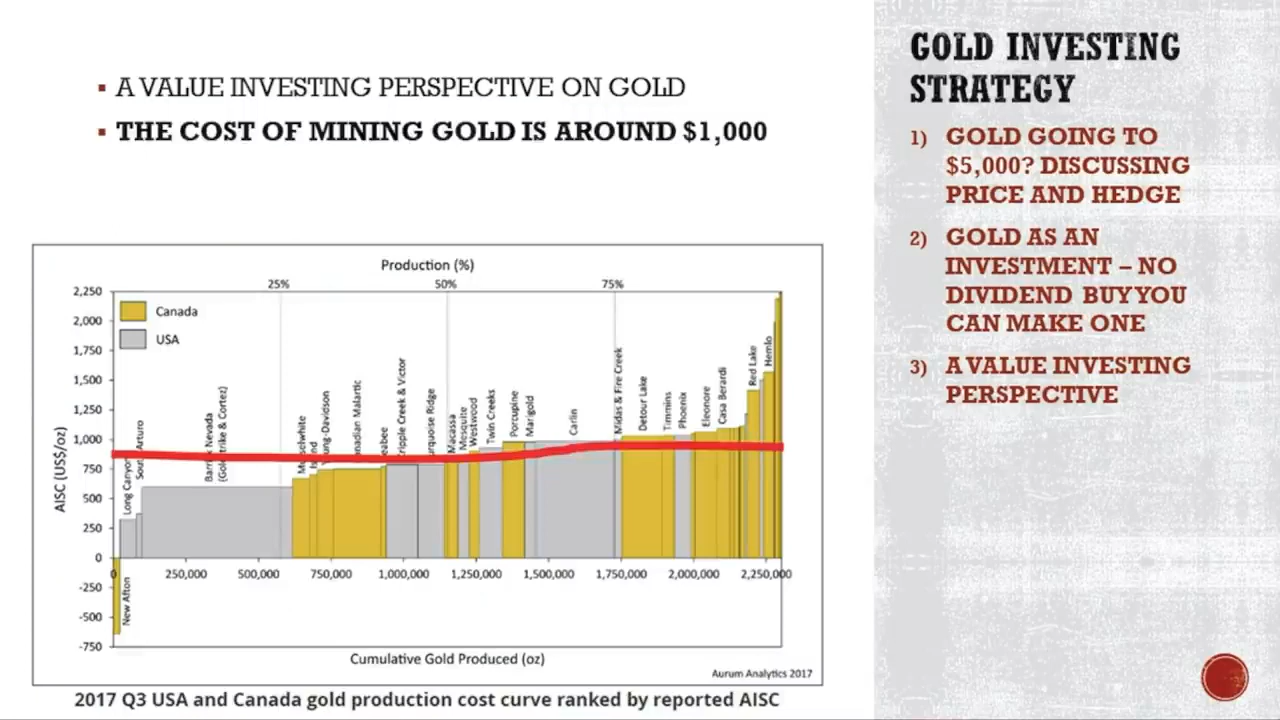 A VALUE INVESTING PERSPECTIVE ON GOLD
THE COST OF MINING GOLD IS AROUND $1,000
GOLD INVESTING
STRATEGY
1) GOLD GOING TO
$5,000? DISCUSSING
PRICE AND HEDGE
2) GOLD AS AN
INVESTMENT – NO
DIVIDEND BUY YOU
CAN MAKE ONE
3) A VALUE INVESTING
PERSPECTIVE
Production (%)
25% 50% 75%
Canada
USA
AISC (US$/oz)
2,250
2,000
1,750
1,500
1,250
1,000
750
500
250
0
-250
-500
-750
New Afton
Long Canyon
Arturo
Nevada
Canadian Malartic
Cripple Creek & Victor
Macassa
Mesquite
Westwood
Twin Creeks
Porcupine
Marigold
Carlin
Midas & Fire Creek
Detour Lake
Timmins
Phoenix
Eleonore
Casa Berardi
Red Lake
Hemlo
0 250,000 500,000 750,000 1,000,000 1,250,000 1,500,000 1,750,000 2,000,000 2,250,000
Cumulative Gold Produced (oz)
Aurum Analytics 2017
2017 Q3 USA and Canada gold production cost curve ranked by reported AISC